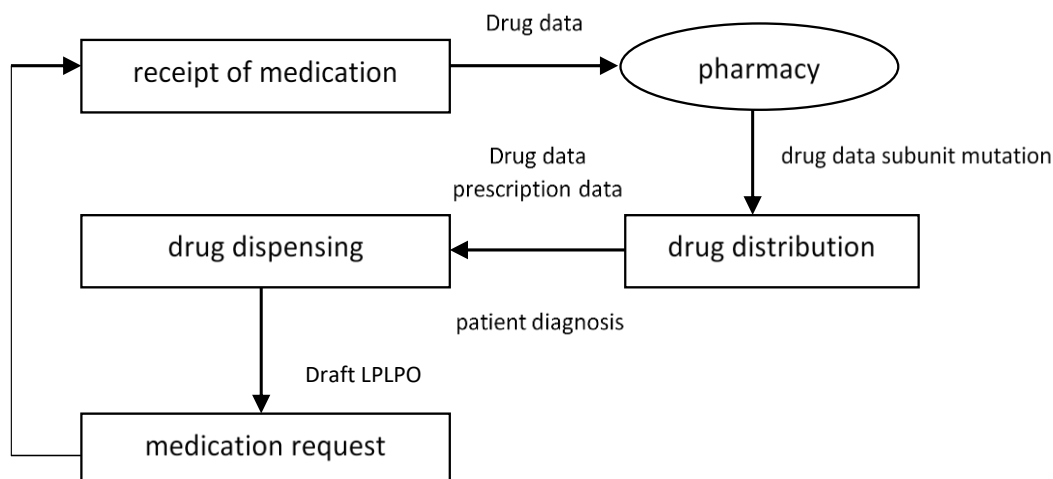 Drug data
receipt of medication
pharmacy
drug data subunit mutation
Drug data
prescription data
drug dispensing
drug distribution
patient diagnosis
Draft LPLPO
medication request